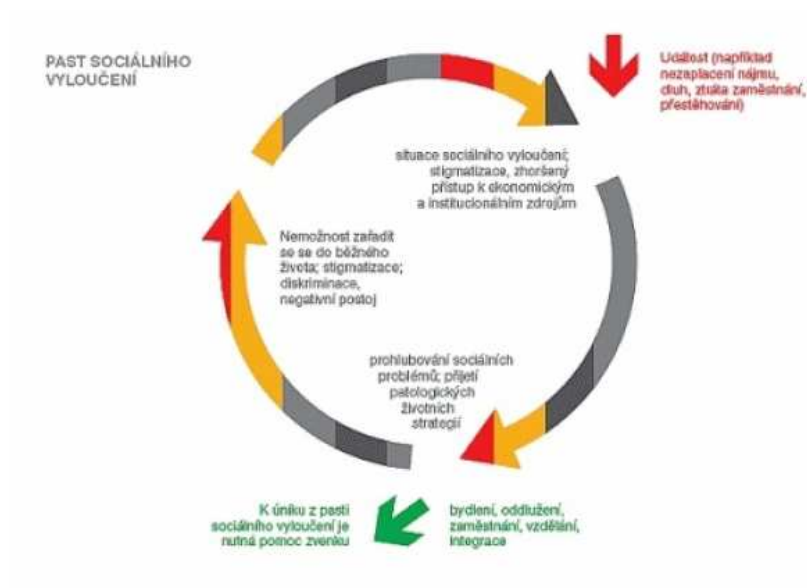 PAST SOCIÁLNÍHO
VYLOUČENÍ
Událost (například
nezaplacení nájmu,
dluh, ztráta zaměstnání,
přestěhování)
situace sociálního vyloučení;
stigmatizace, zhoršený
přístup k ekonomickým
a institucionálním zdrojům
Nemožnost zařadit
se se do běžného
života; stigmatizace;
diskriminace,
negativní postoj
prohlubování sociálních
problémů; přijetí
patologických
životních
strategií
K úniku z pasti
sociálního vyloučení je
nutná pomoc zvenku
bydlení, oddlužení,
zaměstnání, vzdělání,
integrace